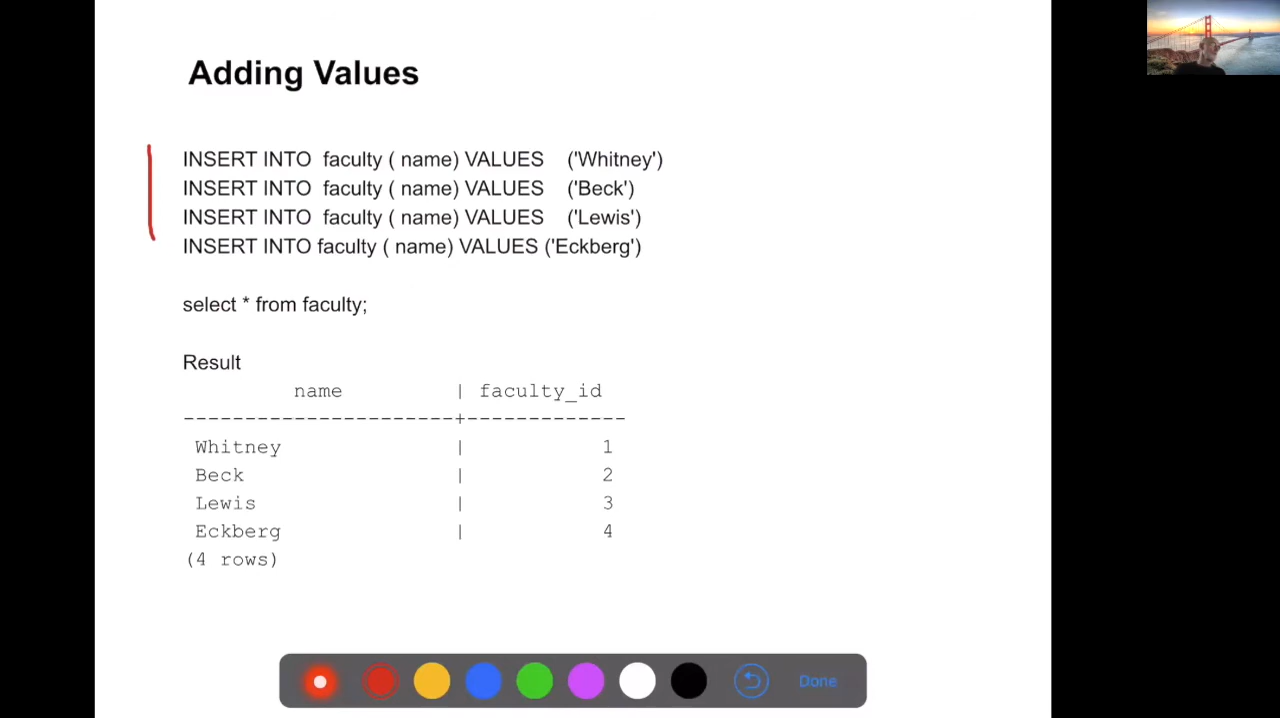 Adding Values
INSERT INTO  faculty ( name) VALUES    ('Whitney')
INSERT INTO  faculty ( name) VALUES    ('Beck')
INSERT INTO  faculty ( name) VALUES    ('Lewis')
INSERT INTO faculty ( name) VALUES ('Eckberg')
select * from faculty;
Result
         name         | faculty_id
----------------------+-------------
 Whitney              |           1
 Beck                 |           2
 Lewis                |           3
 Eckberg              |           4
(4 rows)
Done